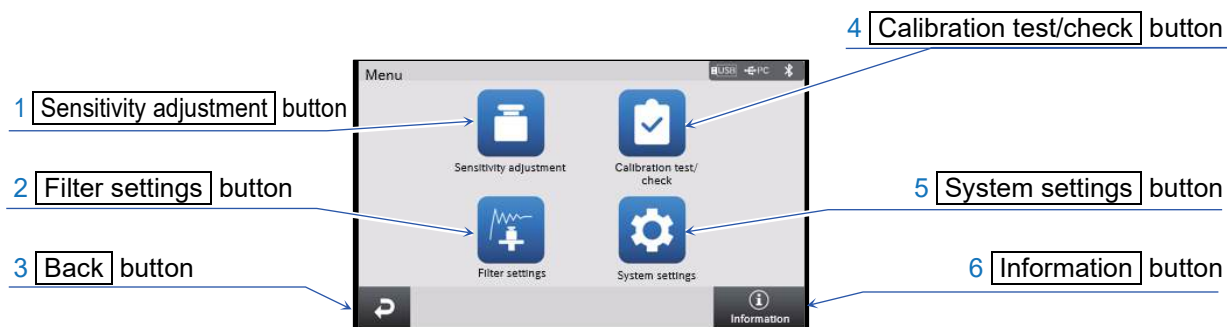 4 Calibration test/check button
Menu
USB PC
1 Sensitivity adjustment button
Sensitivity adjustment
Calibration test/
check
2 Filter settings button
5 System settings button
Filter settings
System settings
3 Back button
6 Information button
Information